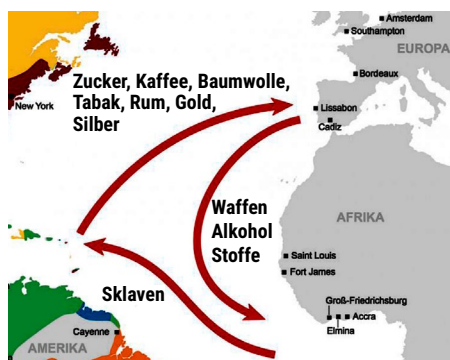 Amsterdam
Southampton
EUROPA
Bordeaux
Zucker, Kaffee, Baumwolle,
Tabak, Rum, Gold,
Silber
New York
Lissabon
Cadiz
Waffen
Alkohol
Stoffe
AFRIKA
Saint Louis
Fort James
Sklaven
Groß-Friedrichsburg
Accra
Elmina
Cayenne
AMERIKA